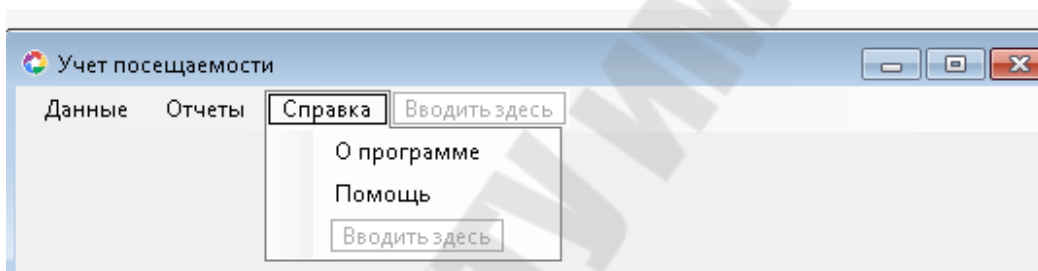 Учет посещаемости
Данные Отчеты Справка Вводить здесь
О программе
Помощь
Вводить здесь